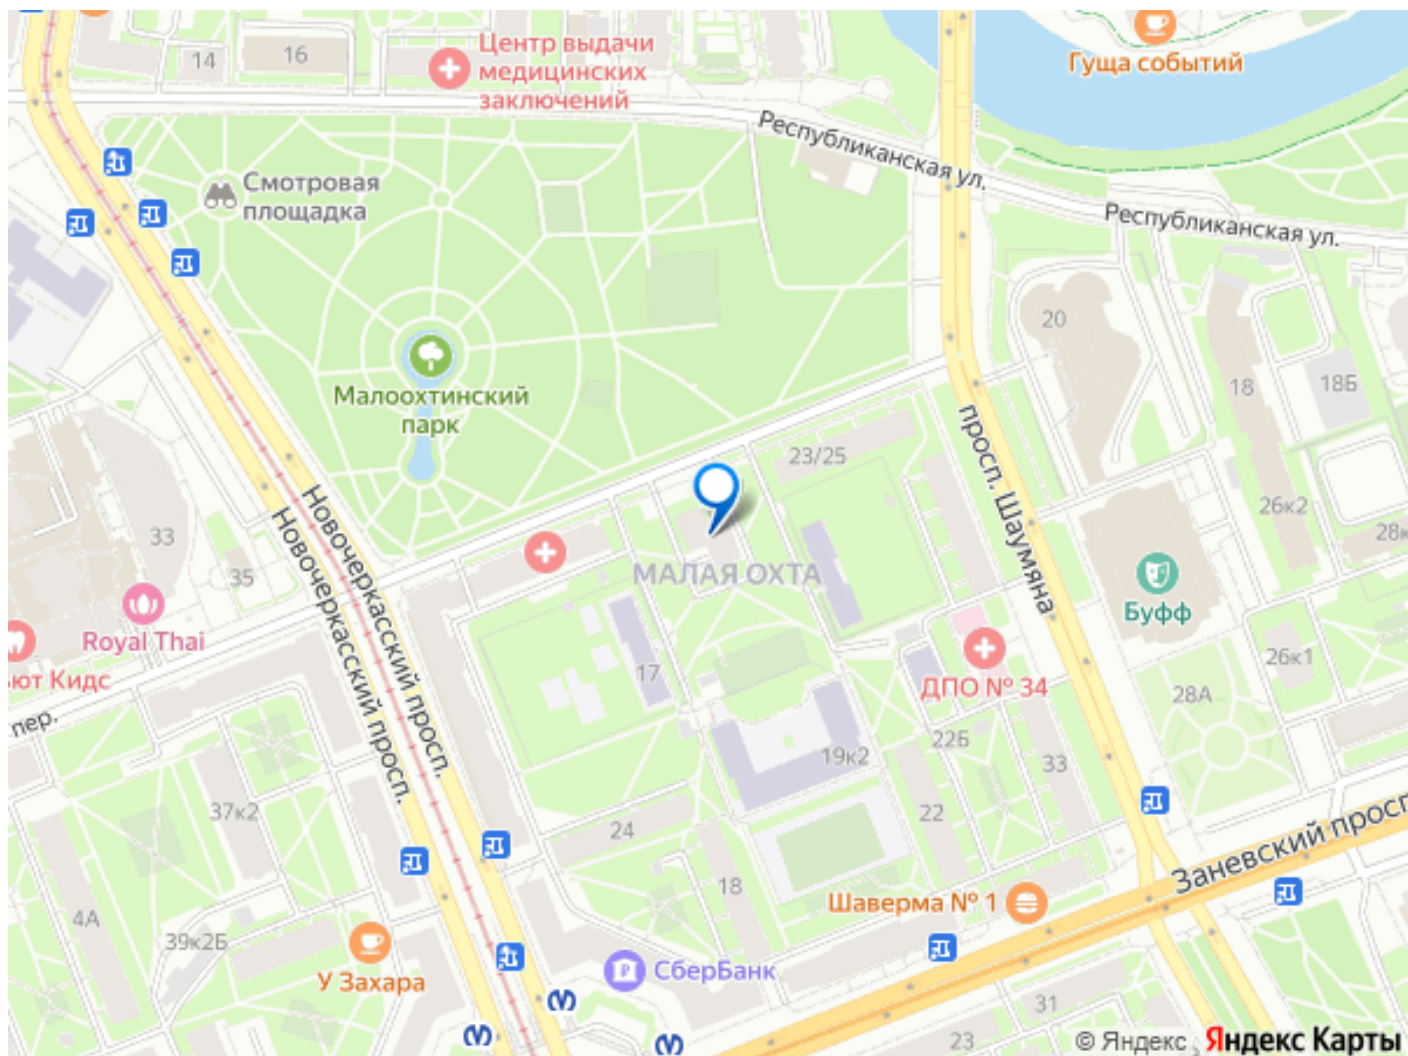 14
16
Центр выдачи
медицинских
заключений
Гуща событий
Республиканская ул.
Республиканская ул.
Смотровая
площадка
Малоохтинский
парк
20
18
18Б
23/25
просп. Шаумяна
26к2
28к
33
35
Новочеркасский просп.
Новочеркасский просп.
МАЛАЯ ОХТА
Буфф
Royal Thai
ют Кидс
пер.
17
ДПО № 34
26к1
28А
22Б
33
19к2
37к2
24
22
18
Заневский просп
Шаверма № 1
4А
39к2Б
У Захара
СберБанк
31
23
© Яндекс Яндекс Карты